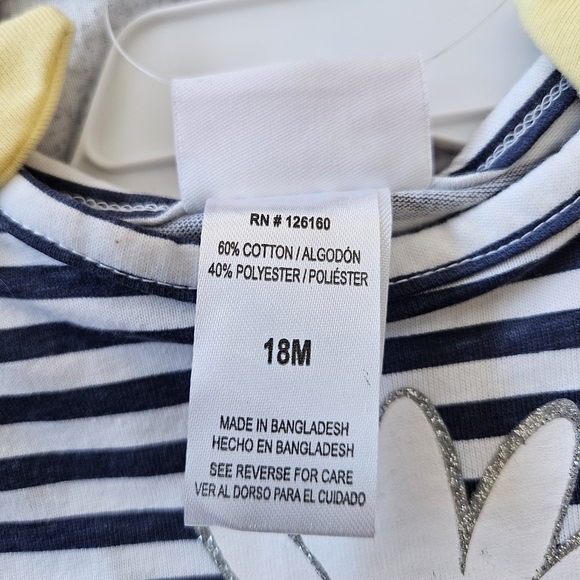 RN # 126160
60% COTTON / ALGODÓN
40% POLYESTER / POLIÉSTER
18M
MADE IN BANGLADESH
HECHO EN BANGLADESH
SEE REVERSE FOR CARE
VER AL DORSO PARA EL CUIDADO